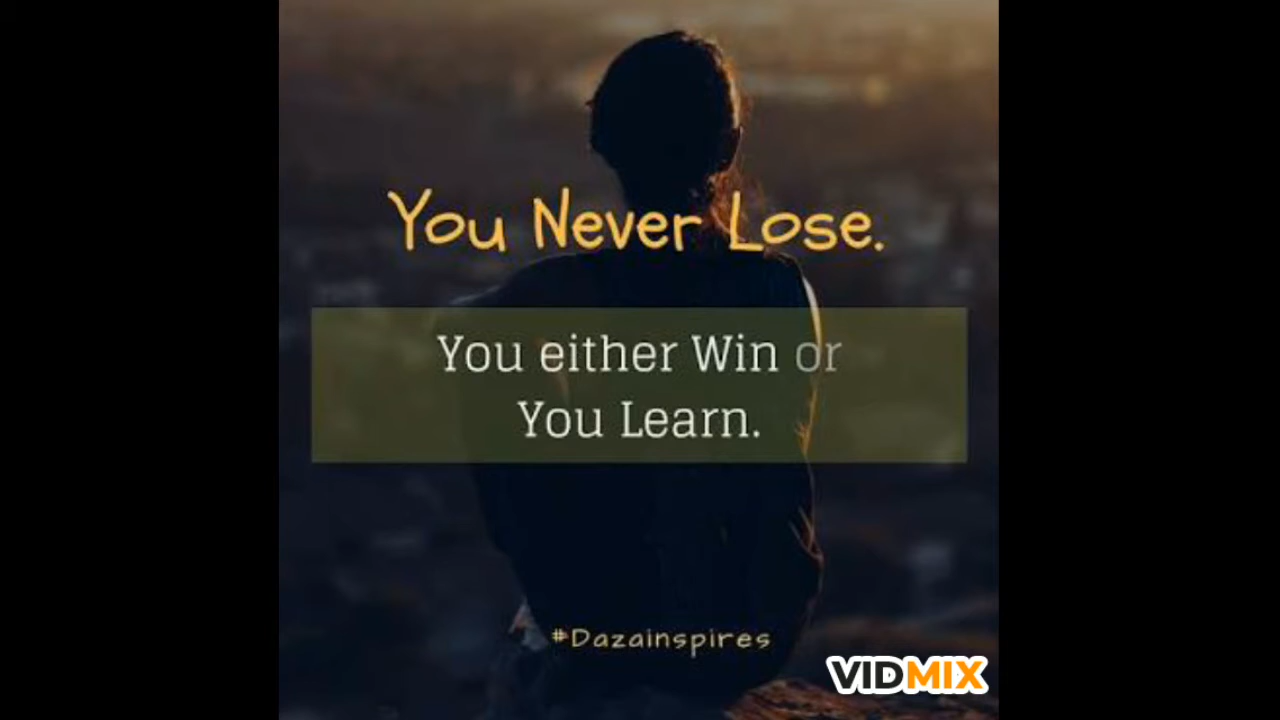 You Never Lose.
You either Win or
You Learn.
#Dazainspires
VIDMIX